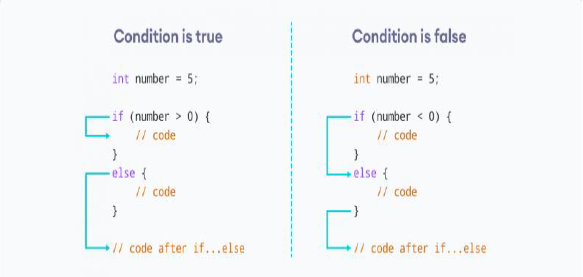 Condition is true
int number = 5;
if (number > 0) {
// code
}
else {
// code
}
// code after if...else
Condition is false
int number = 5;
if (number < 0) {
// code
}
else {
// code
}
// code after if...else